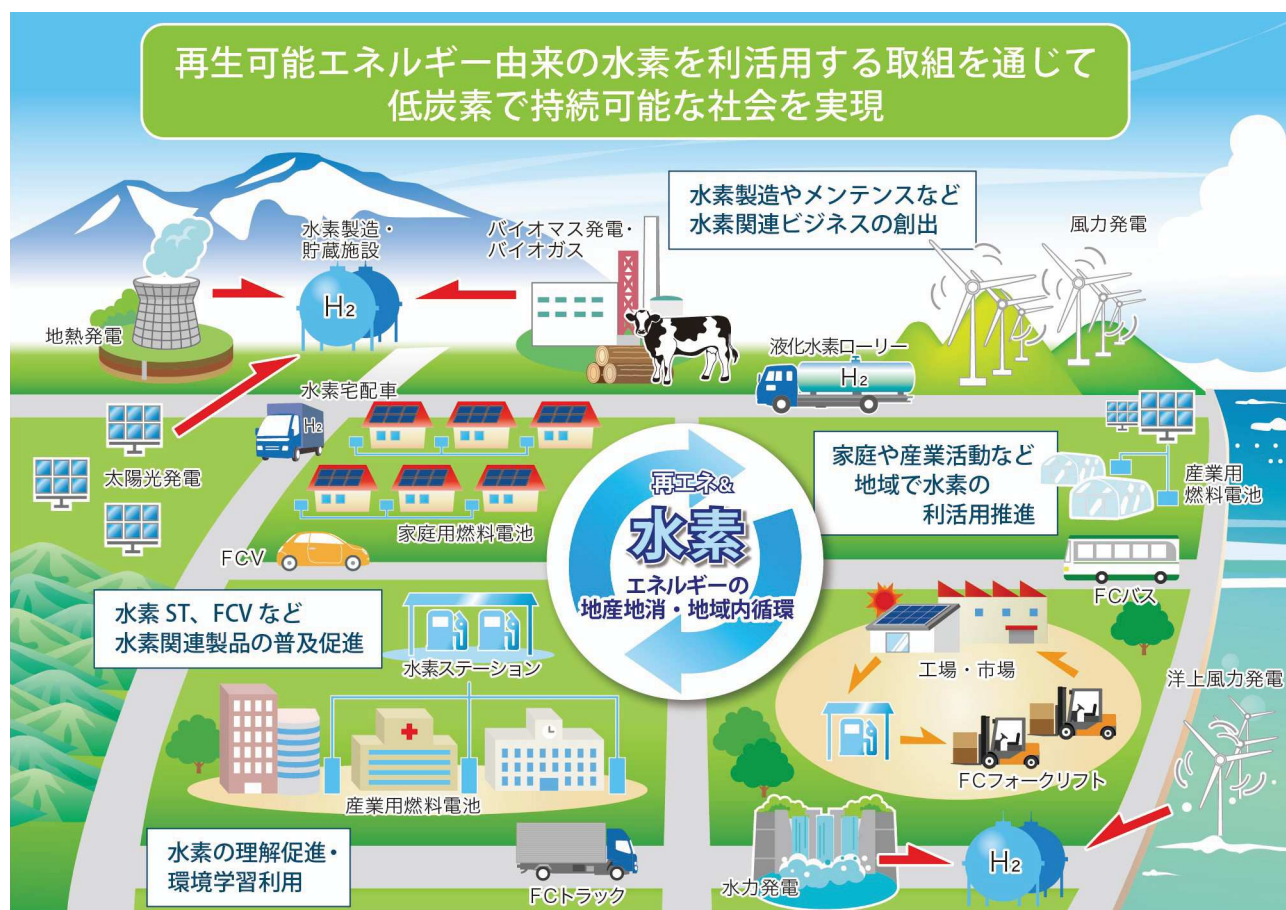 再生可能エネルギー由来の水素を利活用する取組を通じて
低炭素で持続可能な社会を実現
水素製造やメンテンスなど
水素関連ビジネスの創出
風力発電
水素製造・
貯蔵施設
バイオマス発電・
バイオガス
H2
地熱発電
液化水素ローリー
H2
水素宅配車
H2
太陽光発電
家庭用燃料電池
再エネ&
水素
エネルギーの
地産地消・地域内循環
家庭や産業活動など
地域で水素の
利活用推進
産業用
燃料電池
FCV
FCバス
水素 ST、FCV など
水素関連製品の普及促進
水素ステーション
工場・市場
洋上風力発電
FCフォークリフト
産業用燃料電池
水素の理解促進・
環境学習利用
FCトラック
水力発電
H2